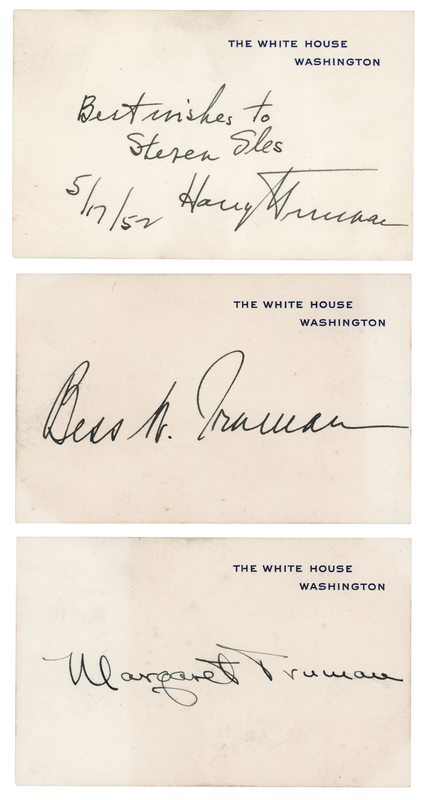 THE WHITE HOUSE
WASHINGTON
Best wishes to
Steven Sles
5/17/52 Harry Truman
THE WHITE HOUSE
WASHINGTON
Bess W. Truman
THE WHITE HOUSE
WASHINGTON
Margaret Truman